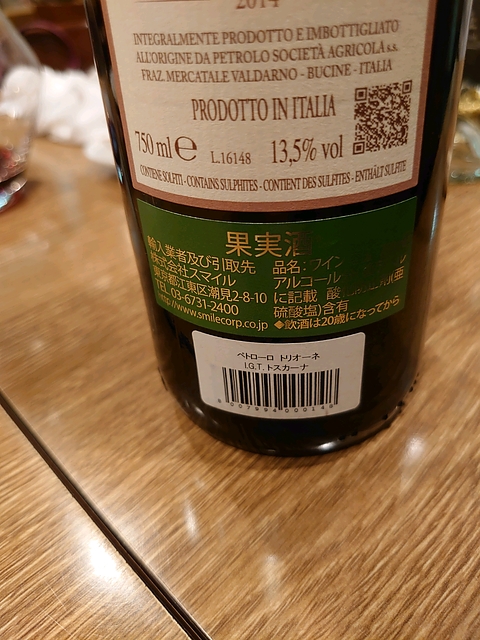 2014
INTEGRALMENTE PRODOTTO E IMBOTTIGLIATO
ALL'ORIGINE DA PETROLO SOCIETÀ AGRICOLA s.s.
FRAZ. MERCATALE VALDARNO - BUCINE - ITALIA
PRODOTTO IN ITALIA
750 ml e L.16148 13,5% vol
CONTIENE SOLFITI - CONTAINS SULPHITES - CONTIENT DES SULFITES - ENTHÄLT SULFITE
果実酒
輸入業者及び引取先
株式会社スマイル
東京都江東区潮見2-8-10
TEL 03-6731-2400
http://www.smilecorp.co.jp
品名:ワイン
アルコール
に記載 酸 亜
硫酸塩)含有
◆飲酒は20歳になってから
ペトローロ トリオーネ
I.G.T. トスカーナ
8 007994 000148